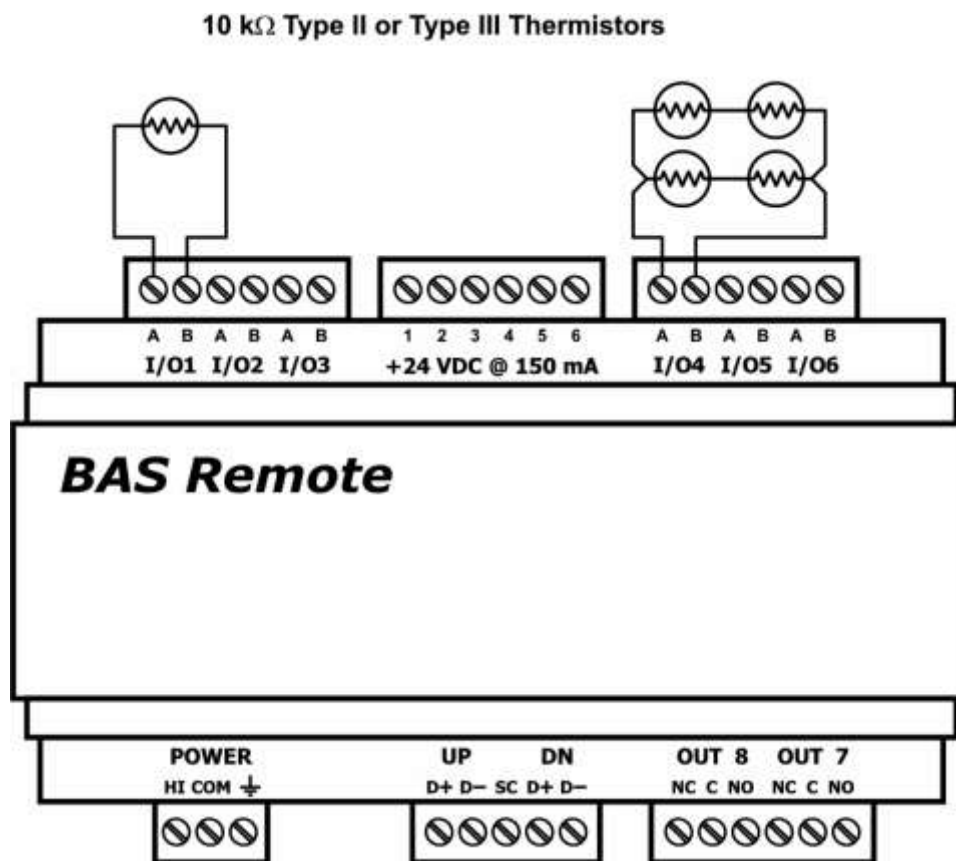 10 kΩ Type II or Type III Thermistors
A B A B A B 1 2 3 4 5 6 A B A B A B
I/O1 I/O2 I/O3 +24 VDC @ 150 mA I/O4 I/O5 I/O6
BAS Remote
POWER UP DN OUT 8 OUT 7
HI COM D+ D− SC D+ D− NC C NO NC C NO